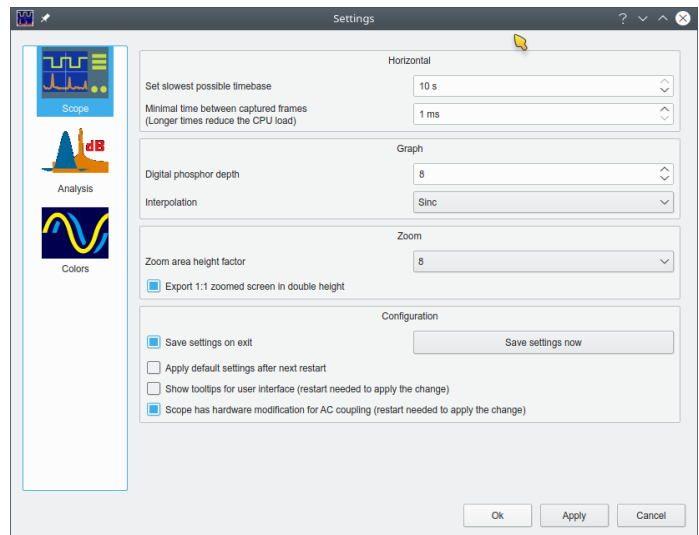 Settings
Scope
dB
Analysis
Colors
Horizontal
Set slowest possible timebase
10 s
Minimal time between captured frames
(Longer times reduce the CPU load)
1 ms
Graph
Digital phosphor depth
8
Interpolation
Sinc
Zoom
Zoom area height factor
8
Export 1:1 zoomed screen in double height
Configuration
Save settings on exit
Save settings now
Apply default settings after next restart
Show tooltips for user interface (restart needed to apply the change)
Scope has hardware modification for AC coupling (restart needed to apply the change)
Ok
Apply
Cancel